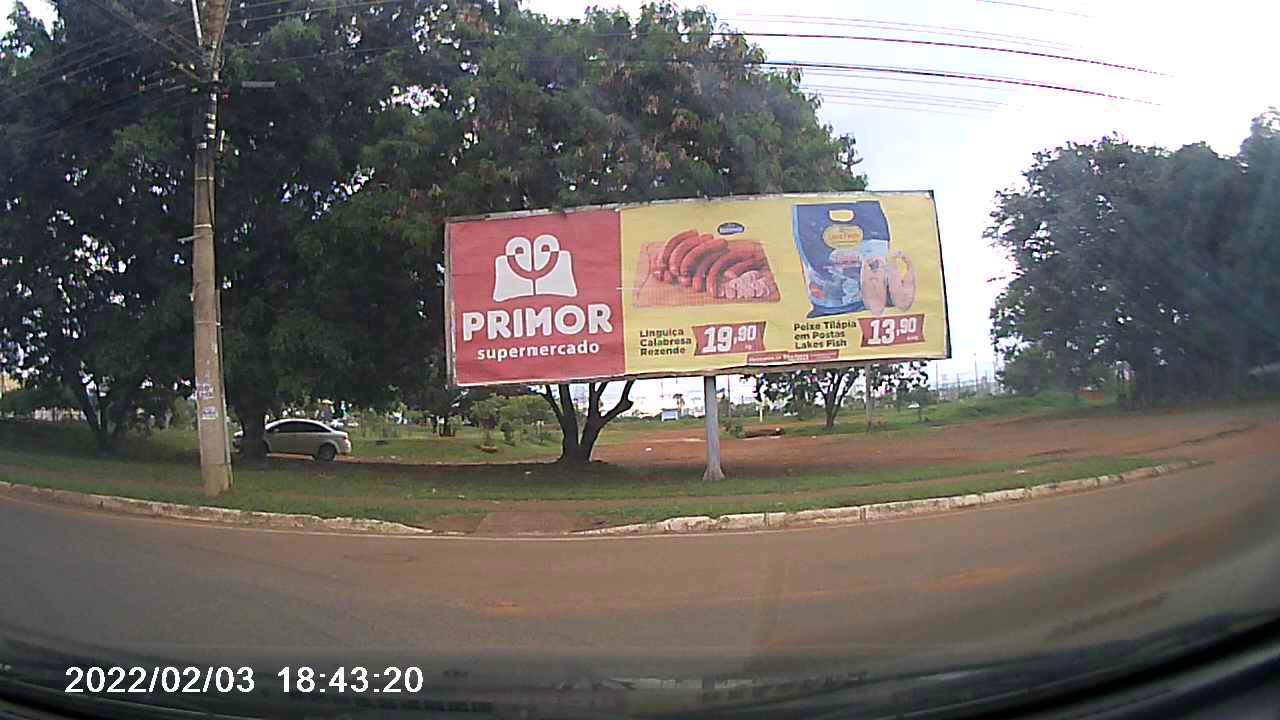 PRIMOR
supernercado
Linguiça
Calabresa
Rezende
19,90
Peixe Tilápia
em Postas
Lakes Fish
13,90
2022/02/03 18:43:20